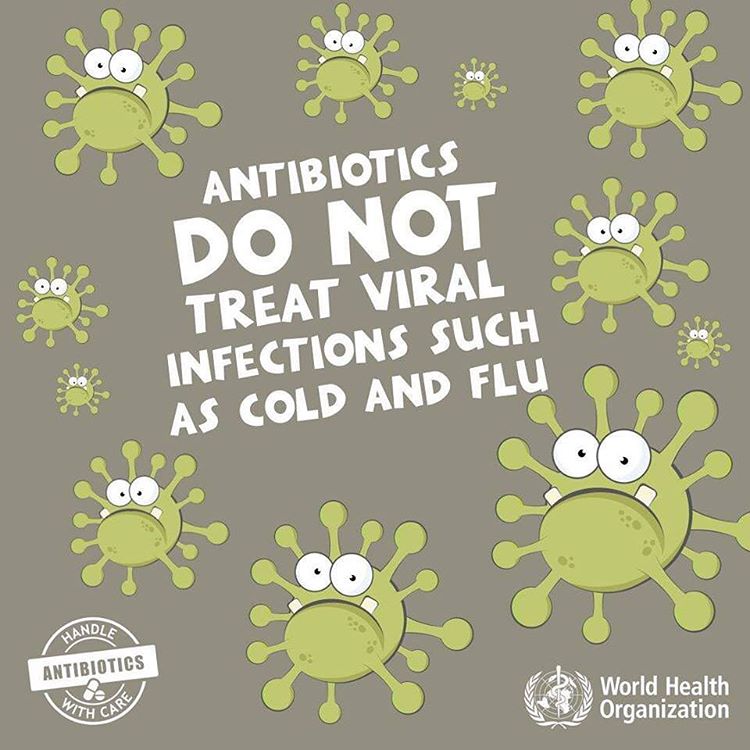 ANTIBIOTICS
DO NOT
TREAT VIRAL
INFECTIONS SUCH
AS COLD AND FLU
HANDLE
ANTIBIOTICS
WITH CARE
World Health
Organization